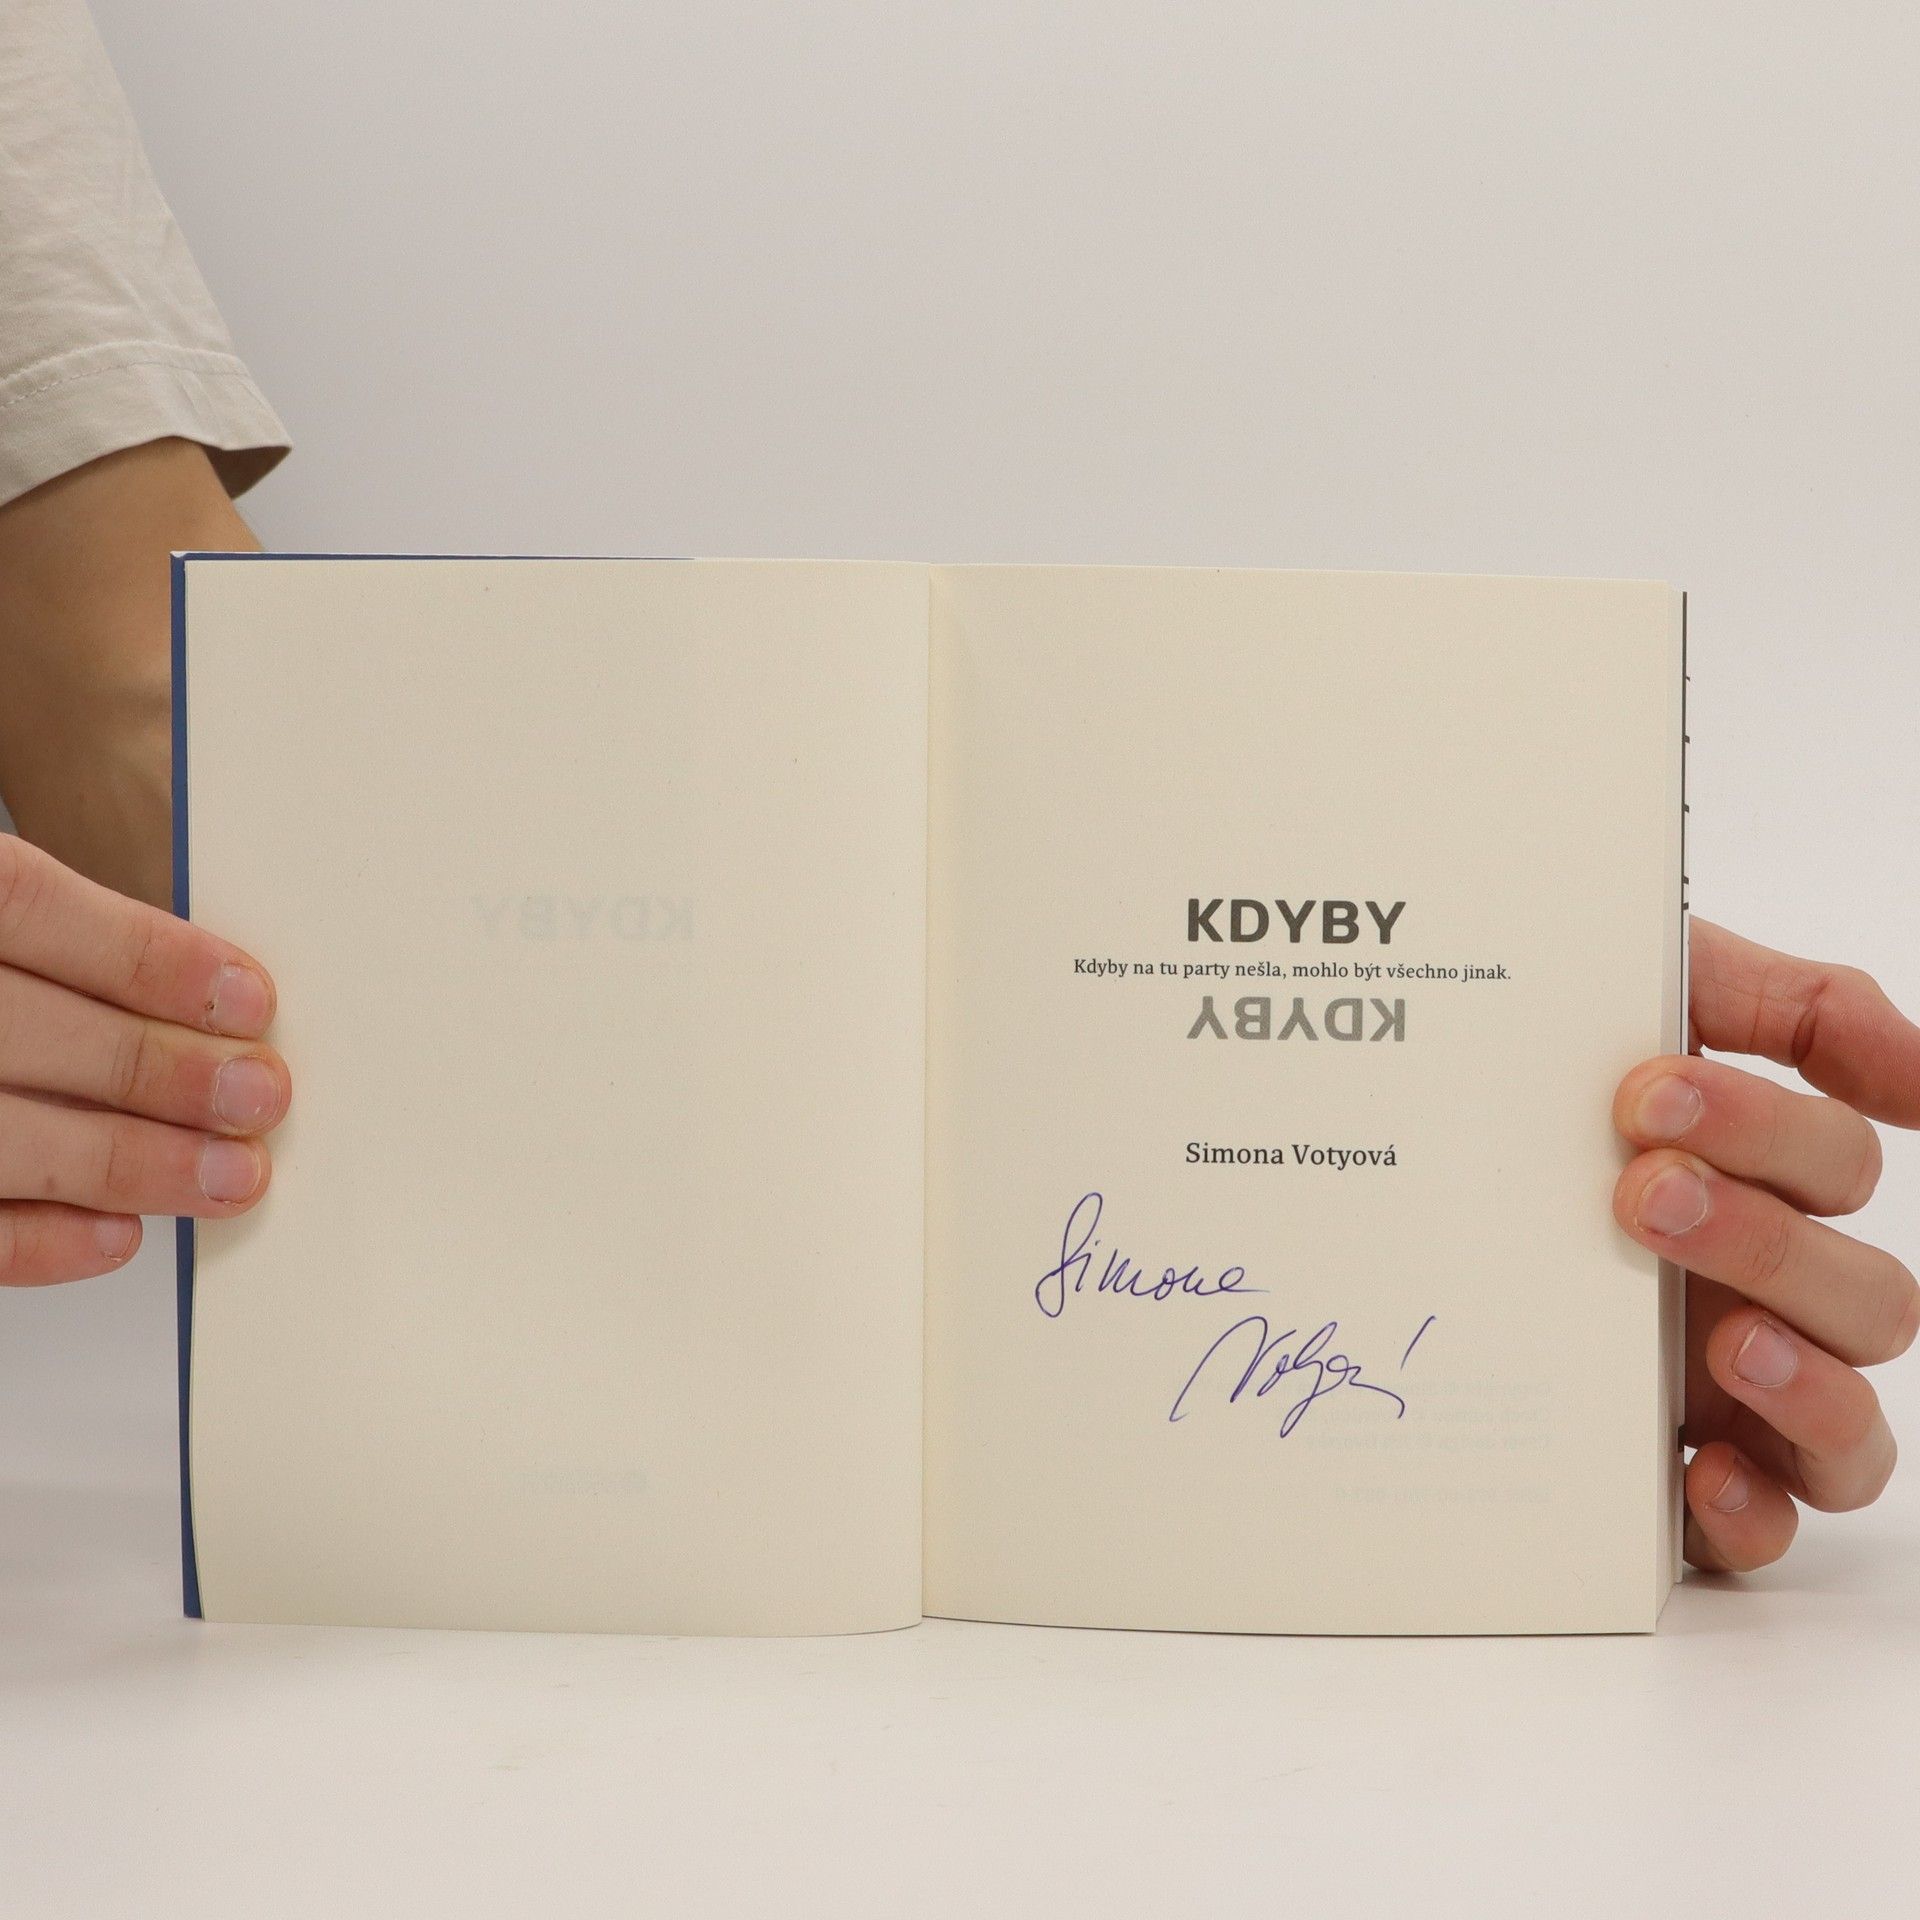 KDYBY
Kdyby na tu party nešla, mohlo být všechno jinak.
KDYBY
Simona Votyová
Simona
Votyová